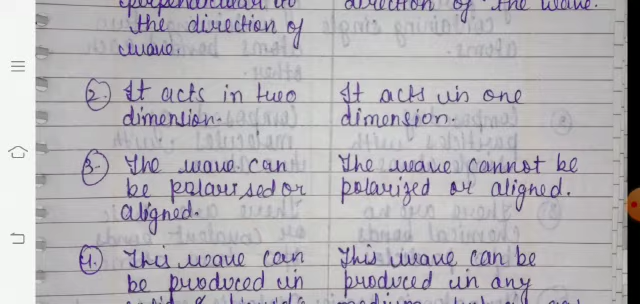 perpendicular to direction of the wave.
the direction of
wave.
2. It acts in two It acts in one
dimension. dimension.
3. The wave can The wave cannot be
be polarised or polarized or aligned.
aligned.
4. This wave can This wave can be
be produced in produced in any